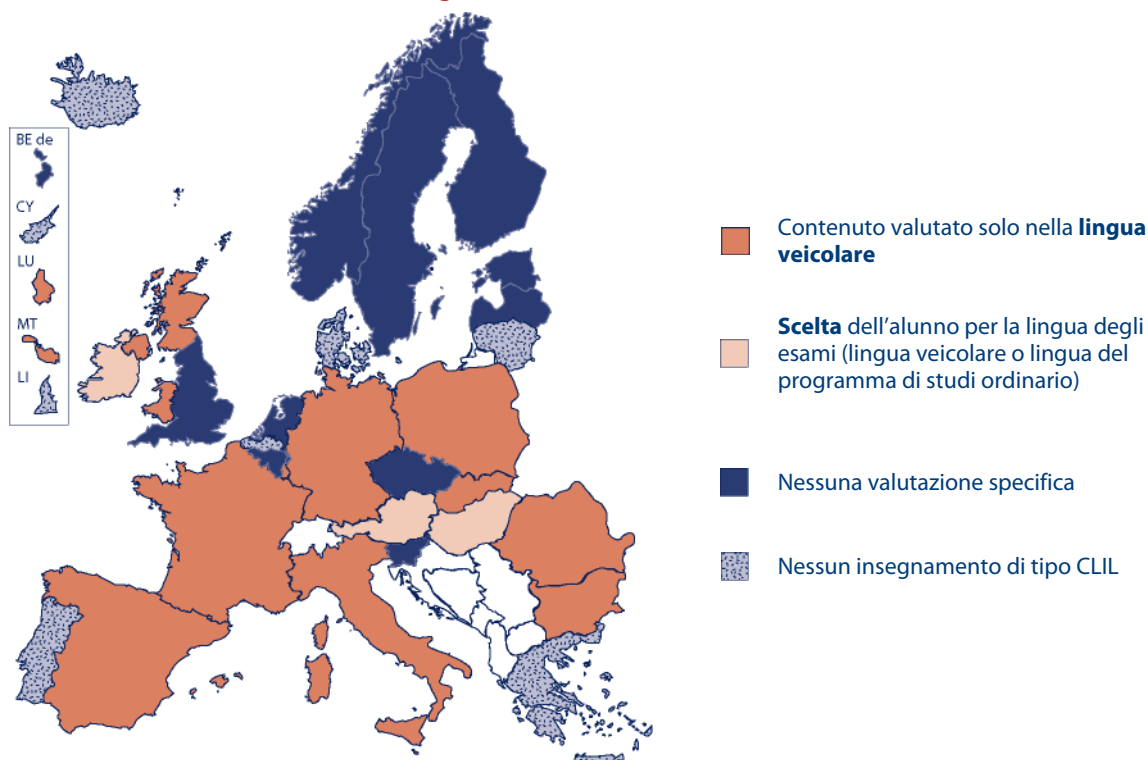 BE de
CY
LU
MT
LI
Contenuto valutato solo nella lingua
veicolare
Scelta dell'alunno per la lingua degli
esami (lingua veicolare o lingua del
programma di studi ordinario)
Nessuna valutazione specifica
Nessun insegnamento di tipo CLIL